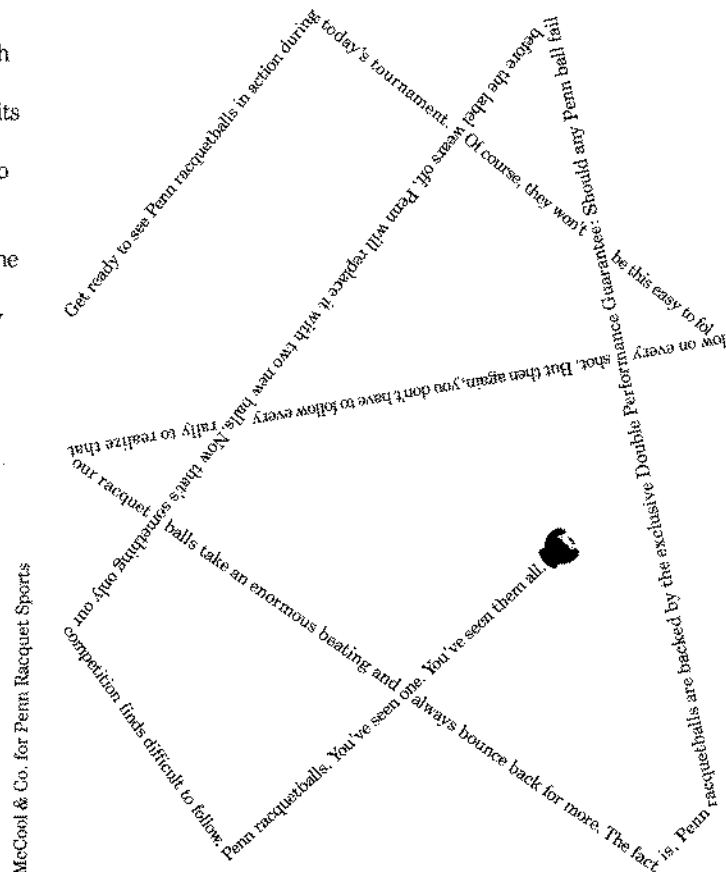 Get ready to see Penn racquetballs in action during
today's tournament. Of course, they won't be this easy to fol
low on every shot. But then again, you don't have to follow every rally to realize that
our racquet balls take an enormous beating and always bounce back for more. The fact
is, Penn
racquetballs are backed by the exclusive Double Performance Guarantee: Should any Penn ball fail
before the label wears off, Penn will replace it with two new balls. Now that's something only our
competition finds difficult to follow.
Penn racquetballs. You've seen one. You've seen them all.
McCool & Co. for Penn Racquet Sports